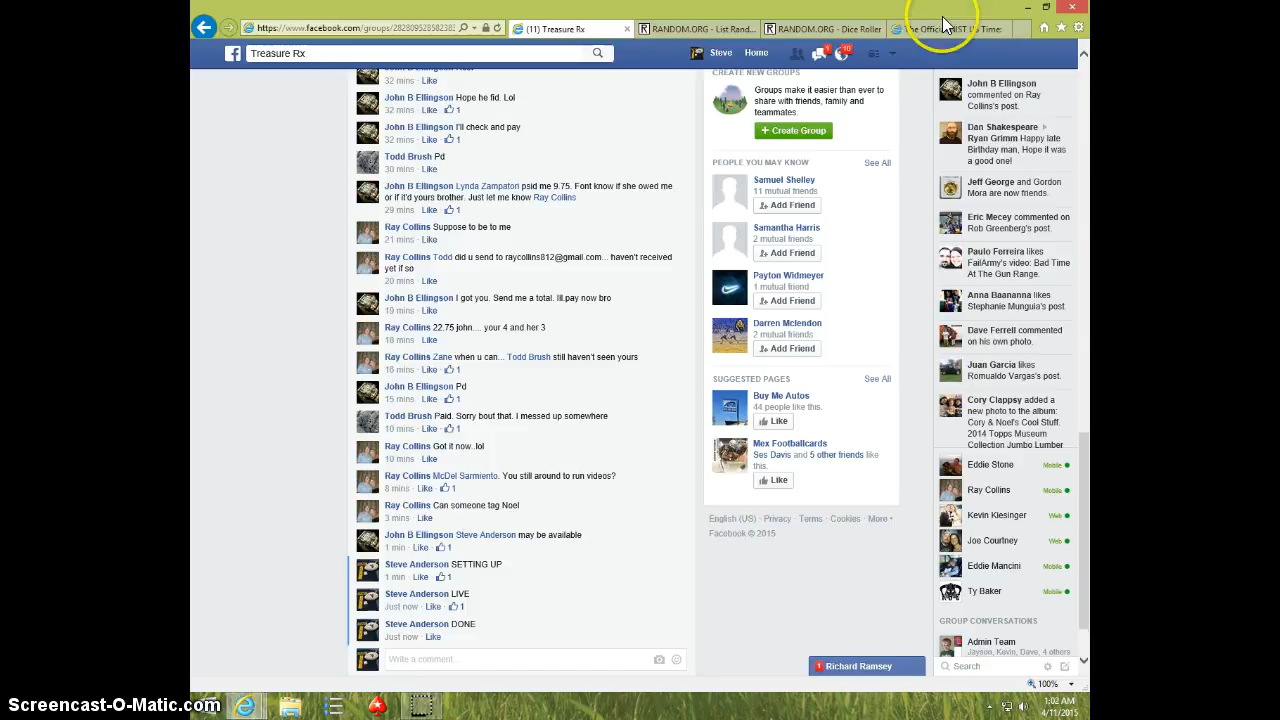 https://www.facebook.com/groups/282809528582383
(11) Treasure Rx
RANDOM.ORG - List Rand...
RANDOM.ORG - Dice Roller
The Official NIST US Time:
Treasure Rx
Steve
Home
1
10
32 mins · Like
John B Ellingson Hope he fid. Lol
32 mins · Like · 1
John B Ellingson I'll check and pay
32 mins · Like · 1
Todd Brush Pd
30 mins · Like
John B Ellingson Lynda Zampatori psid me 9.75. Font know if she owed me
or if it'd yours brother. Just let me know Ray Collins
29 mins · Like · 1
Ray Collins Suppose to be to me
21 mins · Like
Ray Collins Todd did u send to raycollins812@gmail.com... haven't received
yet if so
20 mins · Like
John B Ellingson I got you. Send me a total. Ill.pay now bro
19 mins · Like
Ray Collins 22.75 john.... your 4 and her 3
18 mins · Like
Ray Collins Zane when u can... Todd Brush still haven't seen yours
16 mins · Like · 1
John B Ellingson Pd
15 mins · Like · 1
Todd Brush Paid. Sorry bout that. I messed up somewhere
10 mins · Like · 1
Ray Collins Got it now..lol
10 mins · Like
Ray Collins McDel Sarmiento. You still around to run videos?
8 mins · Like · 1
Ray Collins Can someone tag Noel
3 mins · Like
John B Ellingson Steve Anderson may be available
1 min · Like · 1
Steve Anderson SETTING UP
1 min · Like · 1
Steve Anderson LIVE
Just now · Like · 1
Steve Anderson DONE
Just now · Like
Write a comment...
CREATE NEW GROUPS
Groups make it easier than ever to
share with friends, family and
teammates.
+ Create Group
PEOPLE YOU MAY KNOW
See All
Samuel Shelley
11 mutual friends
Add Friend
Samantha Harris
2 mutual friends
Add Friend
Payton Widmeyer
1 mutual friend
Add Friend
Darren Mclendon
2 mutual friends
Add Friend
SUGGESTED PAGES
See All
Buy Me Autos
44 people like this.
Like
Mex Footballcards
Ses Davis and 5 other friends like
this.
Like
English (US) · Privacy · Terms · Cookies · More
Facebook © 2015
John B Ellingson
commented on Ray
Collins's post.
Dan Shakespeare
Ryan Grimm Happy late
Birthday man, Hope it was
a good one!
Jeff George and Gordon
Mora are now friends.
Eric Mecey commented on
Rob Greenberg's post.
Paulo Ferreira likes
FailArmy's video: Bad Time
At The Gun Range.
Anna Baananna likes
Stephanie Munguia's post.
Dave Ferrell commented
on his own photo.
Juan Garcia likes
Romualdo Vargas's post.
Cory Clappsy added a
new photo to the album:
Cory & Noel's Cool Stuff.
2014 Topps Museum
Collection Jumbo Lumber
Eddie Stone Mobile
Ray Collins Mobile
Kevin Kiesinger Web
Joe Courtney Web
Eddie Mancini Mobile
Ty Baker Mobile
GROUP CONVERSATIONS
Admin Team
Jayson, Kevin, Dave, 4 others
Search
1 Richard Ramsey
100%
1:02 AM
4/11/2015
Screencast-O-Matic.com